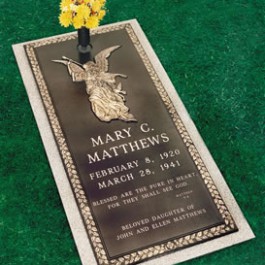 MARY C.
MATTHEWS
FEBRUARY 8, 1920
MARCH 28, 1941
BLESSED ARE THE PURE IN HEART,
FOR THEY SHALL SEE GOD.
BELOVED DAUGHTER OF
JOHN AND ELLEN MATTHEWS